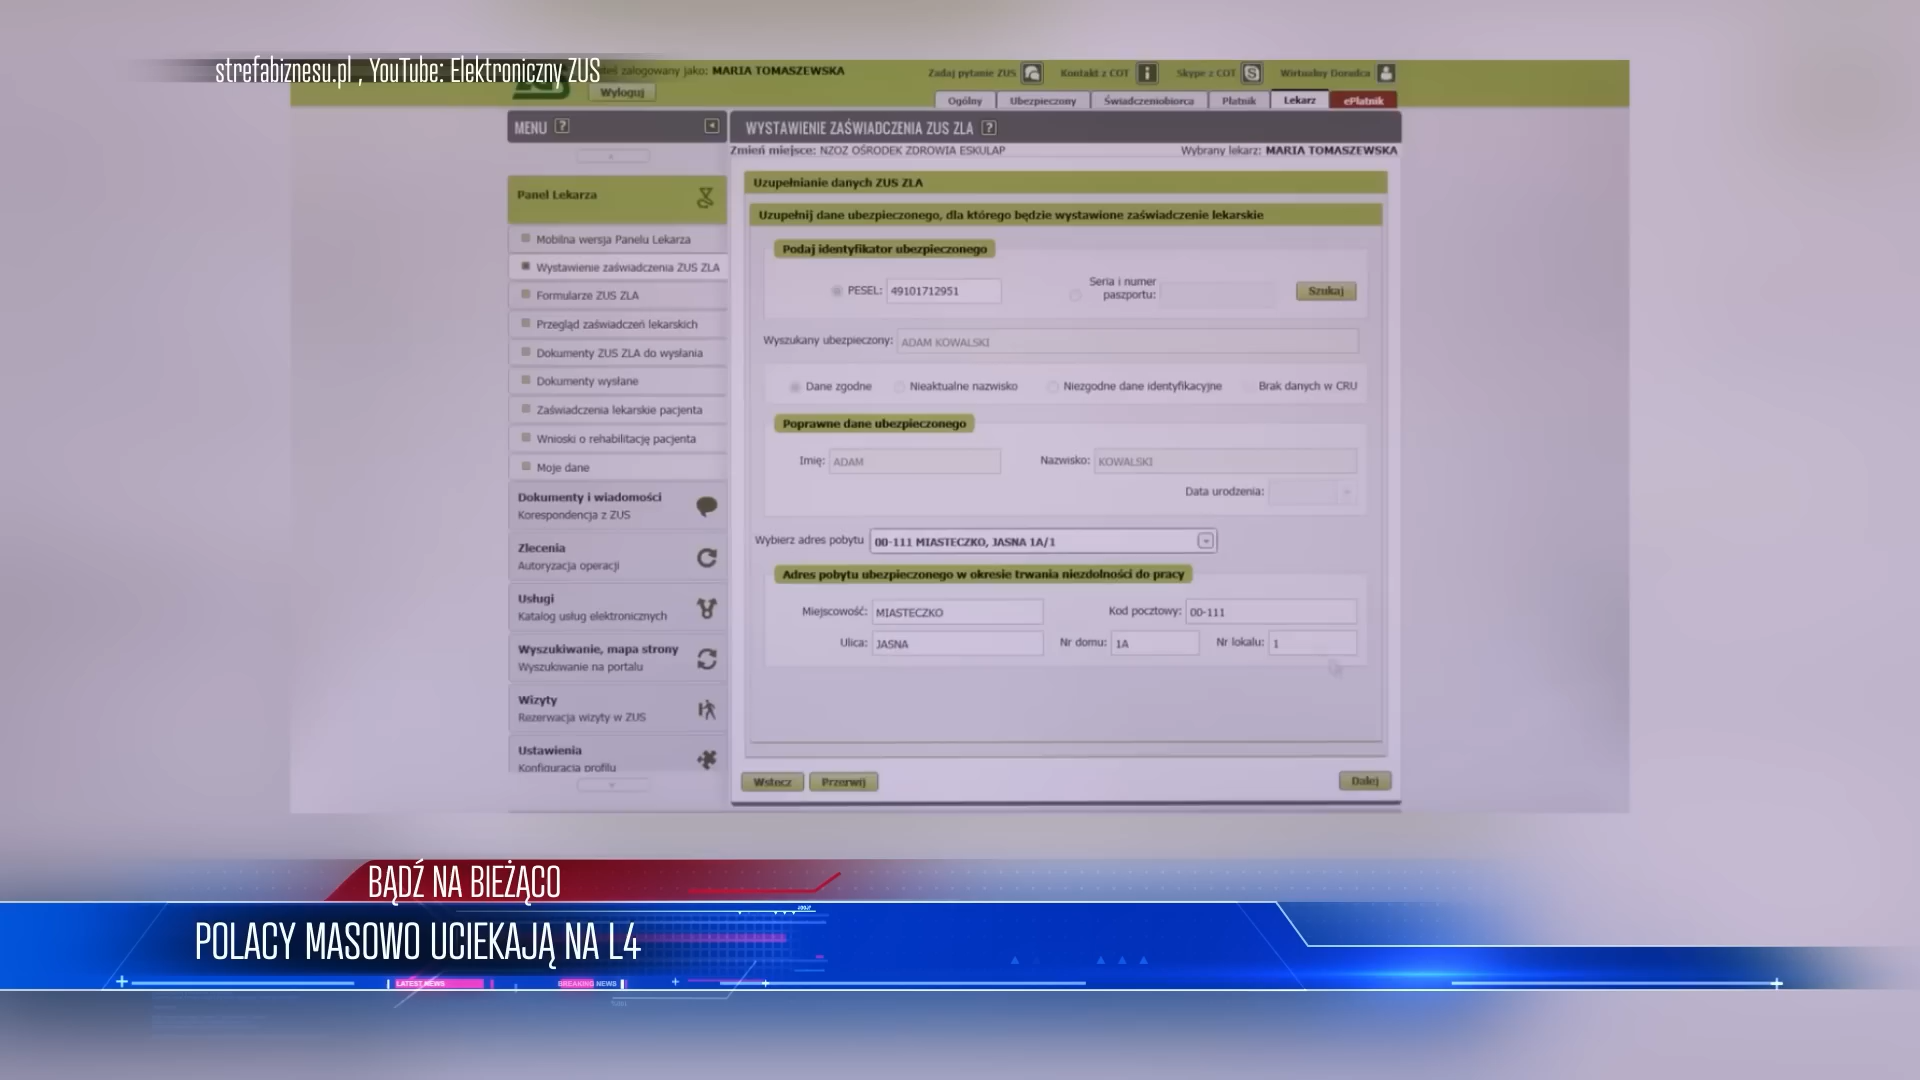 strefabiznesu.pl , YouTube: Elektroniczny ZUS
zalogowany jako: MARIA TOMASZEWSKA
Wyloguj
Zadaj pytanie ZUS
Kontakt z COT
Skype z COT
Wirtualny Doradca
Ogólny
Ubezpieczony
Świadczeniobiorca
Płatnik
Lekarz
ePłatnik
MENU ?
WYSTAWIENIE ZAŚWIADCZENIA ZUS ZLA ?
Zmień miejsce: NZOZ OŚRODEK ZDROWIA ESKULAP
Wybrany lekarz: MARIA TOMASZEWSKA
Panel Lekarza
Mobilna wersja Panelu Lekarza
Wystawienie zaświadczenia ZUS ZLA
Formularze ZUS ZLA
Przegląd zaświadczeń lekarskich
Dokumenty ZUS ZLA do wysłania
Dokumenty wysłane
Zaświadczenia lekarskie pacjenta
Wnioski o rehabilitację pacjenta
Moje dane
Dokumenty i wiadomości
Korespondencja z ZUS
Zlecenia
Autoryzacja operacji
Usługi
Katalog usług elektronicznych
Wyszukiwanie, mapa strony
Wyszukiwanie na portalu
Wizyty
Rezerwacja wizyty w ZUS
Ustawienia
Konfiguracja profilu
Uzupełnianie danych ZUS ZLA
Uzupełnij dane ubezpieczonego, dla którego będzie wystawione zaświadczenie lekarskie
Podaj identyfikator ubezpieczonego
PESEL: 49101712951
Seria i numer
paszportu:
Szukaj
Wyszukany ubezpieczony: ADAM KOWALSKI
Dane zgodne
Nieaktualne nazwisko
Niezgodne dane identyfikacyjne
Brak danych w CRU
Poprawne dane ubezpieczonego
Imię: ADAM
Nazwisko: KOWALSKI
Data urodzenia:
Wybierz adres pobytu 00-111 MIASTECZKO, JASNA 1A/1
Adres pobytu ubezpieczonego w okresie trwania niezdolności do pracy
Miejscowość: MIASTECZKO
Kod pocztowy: 00-111
Ulica: JASNA
Nr domu: 1A
Nr lokalu: 1
Wstecz
Przerwij
Dalej
BĄDŹ NA BIEŻĄCO
POLACY MASOWO UCIEKAJĄ NA L4
LATEST NEWS
BREAKING NEWS